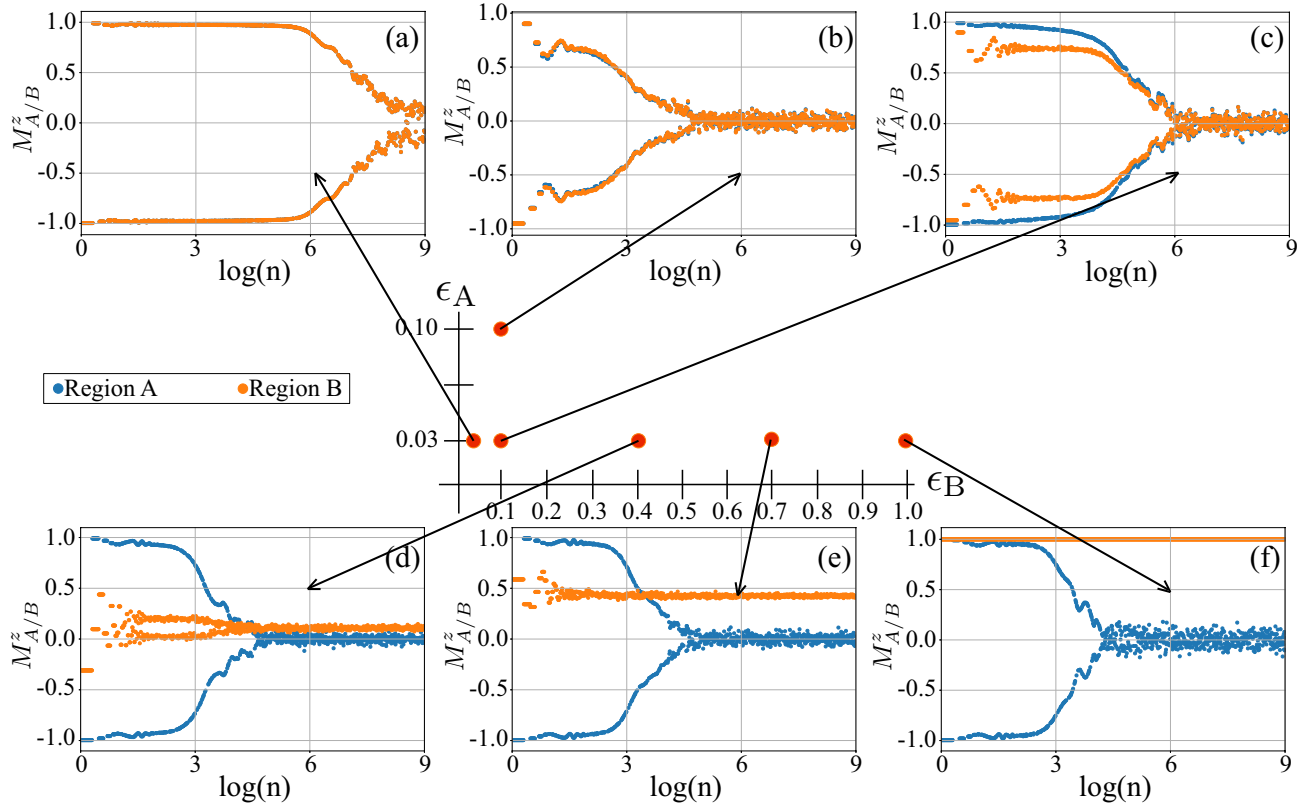 (a)
1.0
0.5
0.0
-0.5
-1.0
M^z_{A/B}
0 3 6 9
log(n)
(b)
1.0
0.5
0.0
-0.5
-1.0
M^z_{A/B}
0 3 6 9
log(n)
(c)
1.0
0.5
0.0
-0.5
-1.0
M^z_{A/B}
0 3 6 9
log(n)
ϵ_A
0.10
0.03
Region A Region B
0.1 0.2 0.3 0.4 0.5 0.6 0.7 0.8 0.9 1.0
ϵ_B
(d)
1.0
0.5
0.0
-0.5
-1.0
M^z_{A/B}
0 3 6 9
log(n)
(e)
1.0
0.5
0.0
-0.5
-1.0
M^z_{A/B}
0 3 6 9
log(n)
(f)
1.0
0.5
0.0
-0.5
-1.0
M^z_{A/B}
0 3 6 9
log(n)